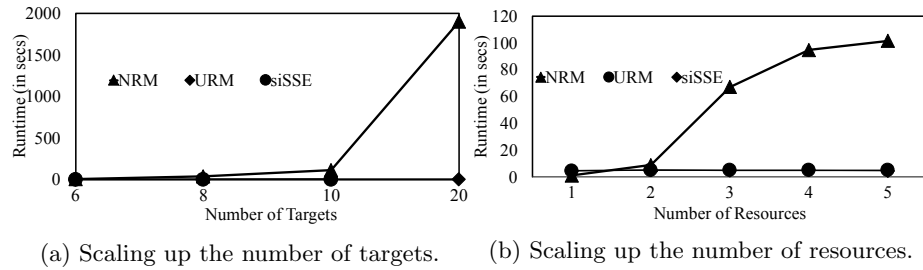 2000
1500
1000
500
0
Runtime (in secs)
NRM URM siSSE
6 8 10 20
Number of Targets
(a) Scaling up the number of targets.
120
100
80
60
40
20
0
Runtime (in secs)
NRM URM siSSE
1 2 3 4 5
Number of Resources
(b) Scaling up the number of resources.